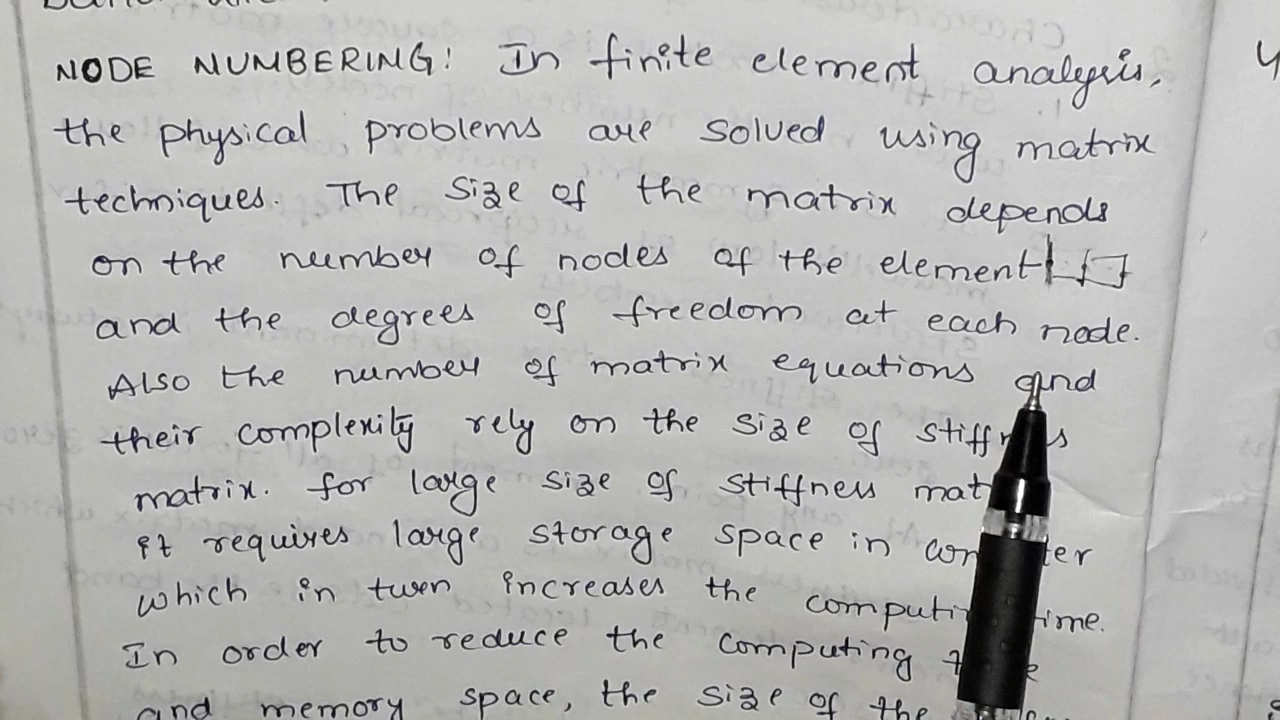 NODE NUMBERING: In finite element analysis,
the physical problems are solved using matrix
techniques. The size of the matrix depends
on the number of nodes of the element
and the degrees of freedom at each node.
Also the number of matrix equations and
their complexity rely on the size of stiffness
matrix. for large size of stiffness mat
it requires large storage space in computer
which in turn increases the computing time.
In order to reduce the computing
and memory space, the size of the